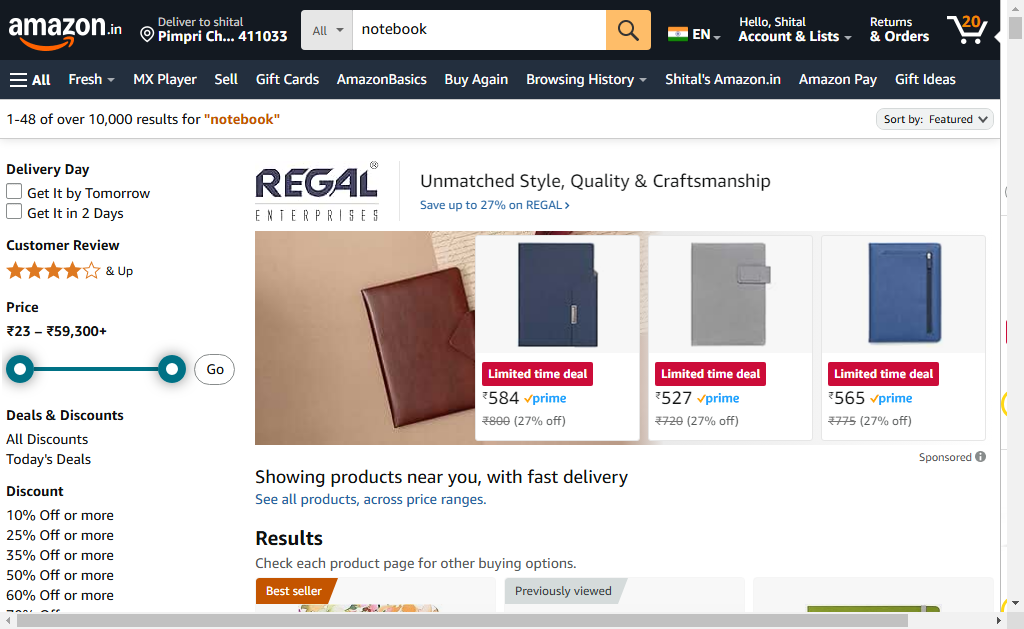 amazon.in
Deliver to shital
Pimpri Ch... 411033
All
notebook
EN
Hello, Shital
Account & Lists
Returns
& Orders
20
All
Fresh
MX Player
Sell
Gift Cards
AmazonBasics
Buy Again
Browsing History
Shital's Amazon.in
Amazon Pay
Gift Ideas
1-48 of over 10,000 results for "notebook"
Sort by: Featured
Delivery Day
Get It by Tomorrow
Get It in 2 Days
Customer Review
& Up
Price
₹23 – ₹59,300+
Go
Deals & Discounts
All Discounts
Today's Deals
Discount
10% Off or more
25% Off or more
35% Off or more
50% Off or more
60% Off or more
REGAL®
ENTERPRISES
Unmatched Style, Quality & Craftsmanship
Save up to 27% on REGAL ›
Limited time deal
₹584 prime
₹800 (27% off)
Limited time deal
₹527 prime
₹720 (27% off)
Limited time deal
₹565 prime
₹775 (27% off)
Sponsored
Showing products near you, with fast delivery
See all products, across price ranges.
Results
Check each product page for other buying options.
Best seller
Previously viewed